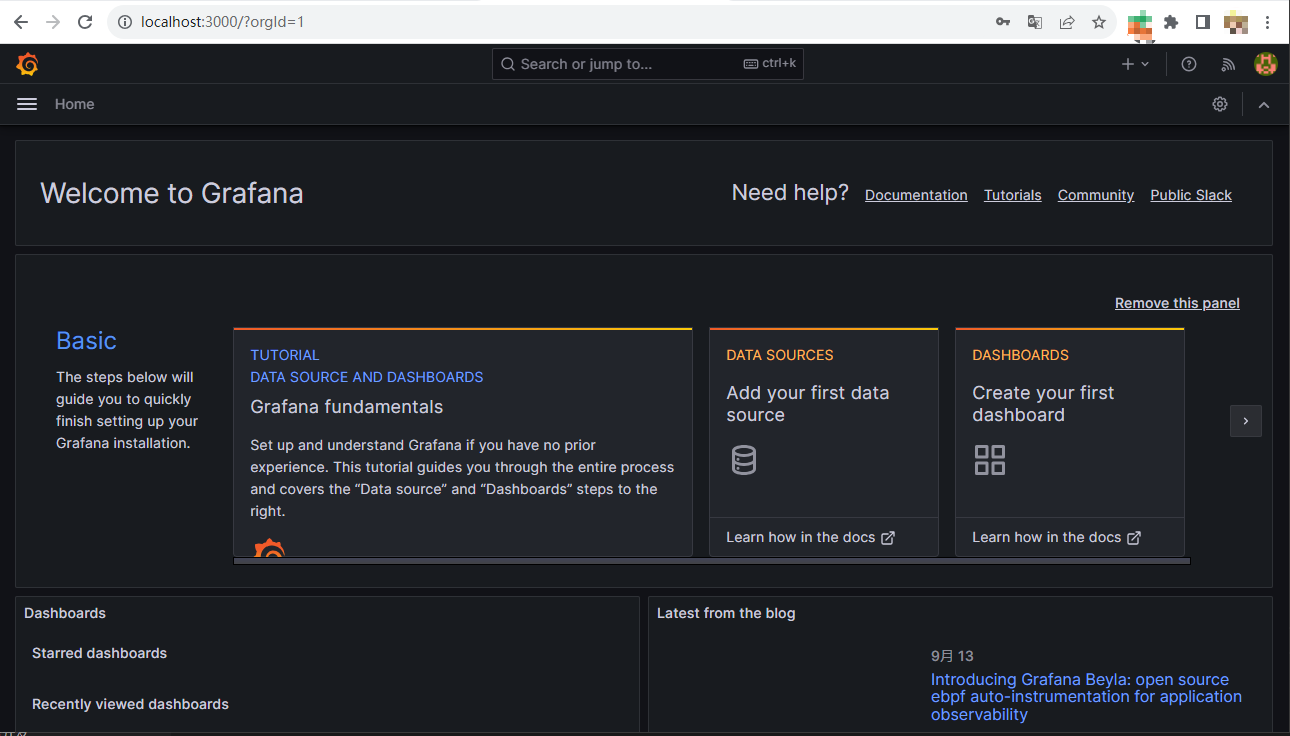 localhost:3000/?orgId=1
Search or jump to...
ctrl+k
Home
Welcome to Grafana
Need help?
Documentation
Tutorials
Community
Public Slack
Remove this panel
Basic
The steps below will
guide you to quickly
finish setting up your
Grafana installation.
TUTORIAL
DATA SOURCE AND DASHBOARDS
Grafana fundamentals
Set up and understand Grafana if you have no prior
experience. This tutorial guides you through the entire process
and covers the “Data source” and “Dashboards” steps to the
right.
DATA SOURCES
Add your first data
source
Learn how in the docs
DASHBOARDS
Create your first
dashboard
Learn how in the docs
Dashboards
Starred dashboards
Recently viewed dashboards
Latest from the blog
9月 13
Introducing Grafana Beyla: open source
ebpf auto-instrumentation for application
observability